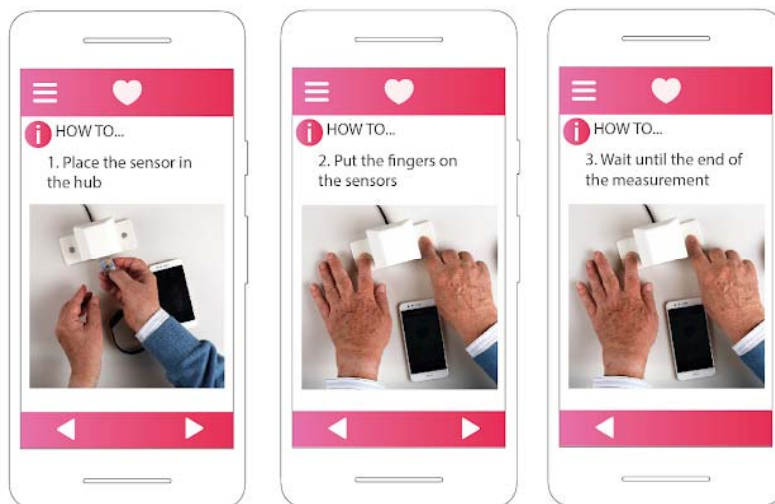 HOW TO...
1. Place the sensor in
the hub
HOW TO...
2. Put the fingers on
the sensors
HOW TO...
3. Wait until the end of
the measurement